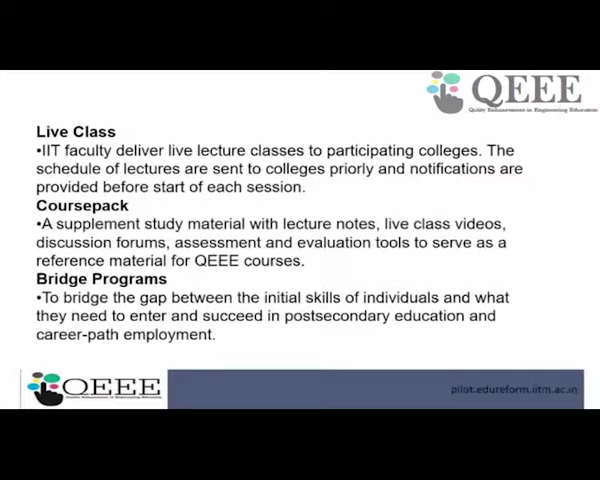 QEEE
Quality Enhancement in Engineering Education
Live Class
•IIT faculty deliver live lecture classes to participating colleges. The
schedule of lectures are sent to colleges priorly and notifications are
provided before start of each session.
Coursepack
•A supplement study material with lecture notes, live class videos,
discussion forums, assessment and evaluation tools to serve as a
reference material for QEEE courses.
Bridge Programs
•To bridge the gap between the initial skills of individuals and what
they need to enter and succeed in postsecondary education and
career-path employment.
QEEE
Quality Enhancement in Engineering Education
pilot.edureform.iitm.ac.in